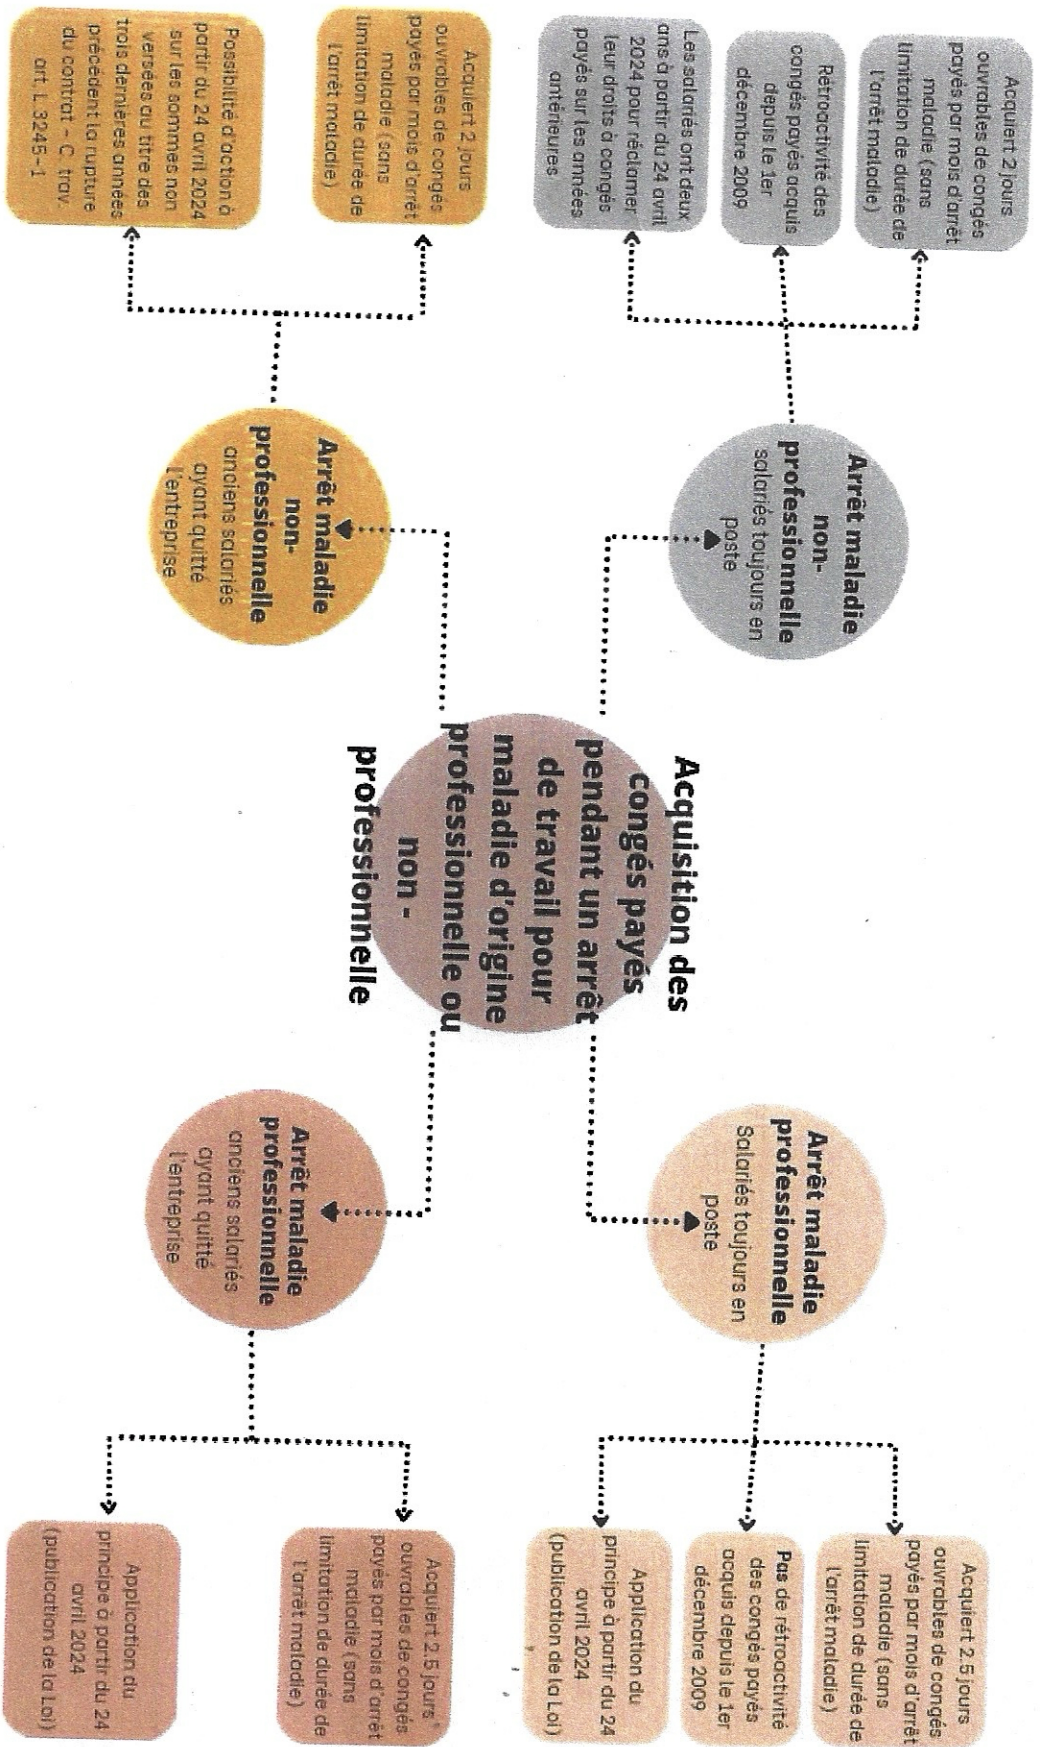 Acquisition des
congés payés
pendant un arrêt
de travail pour
maladie d'origine
professionnelle ou
non -
professionnelle
Arrêt maladie
non-
professionnelle
salariés toujours en
poste
Acquiert 2 jours
ouvrables de congés
payés par mois d'arrêt
maladie (sans
limitation de durée de
l'arrêt maladie)
Rétroactivité des
congés payés acquis
depuis le 1er
décembre 2009
Les salariés ont deux
ans à partir du 24 avril
2024 pour réclamer
leur droits à congés
payés sur les années
antérieures
Arrêt maladie
non-
professionnelle
anciens salariés
ayant quitté
l'entreprise
Acquiert 2 jours
ouvrables de congés
payés par mois d'arrêt
maladie (sans
limitation de durée de
l'arrêt maladie)
Possibilité d'action à
partir du 24 avril 2024
sur les sommes non
versées au titre des
trois dernières années
précédent la rupture
du contrat - C. trav.
art. L 3245-1
Arrêt maladie
professionnelle
Salariés toujours en
poste
Acquiert 2.5 jours
ouvrables de congés
payés par mois d'arrêt
maladie (sans
limitation de durée de
l'arrêt maladie)
Pas de rétroactivité
des congés payés
acquis depuis le 1er
décembre 2009
Application du
principe à partir du 24
avril 2024
(publication de la Loi)
Arrêt maladie
professionnelle
anciens salariés
ayant quitté
l'entreprise
Acquiert 2.5 jours
ouvrables de congés
payés par mois d'arrêt
maladie (sans
limitation de durée de
l'arrêt maladie)
Application du
principe à partir du 24
avril 2024
(publication de la Loi)